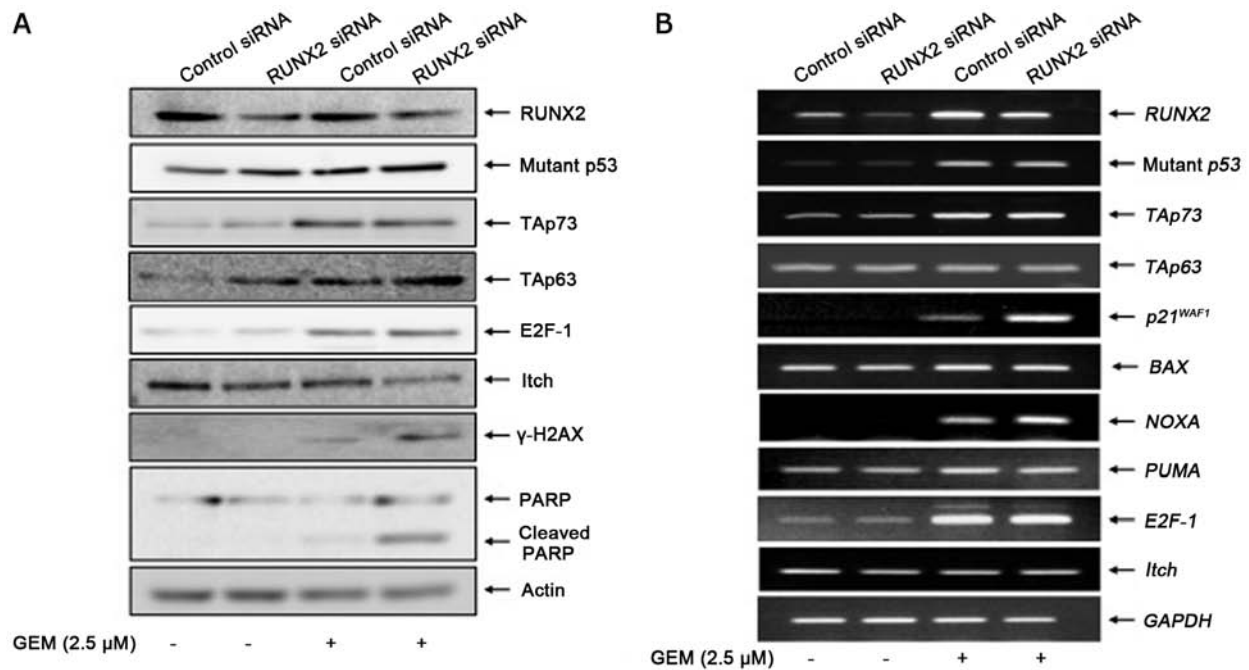 A
Control siRNA
RUNX2 siRNA
Control siRNA
RUNX2 siRNA
RUNX2
Mutant p53
TAp73
TAp63
E2F-1
Itch
γ-H2AX
PARP
Cleaved
PARP
Actin
GEM (2.5 μM) - - + +
B
Control siRNA
RUNX2 siRNA
Control siRNA
RUNX2 siRNA
RUNX2
Mutant p53
TAp73
TAp63
p21WAF1
BAX
NOXA
PUMA
E2F-1
Itch
GAPDH
GEM (2.5 μM) - - + +